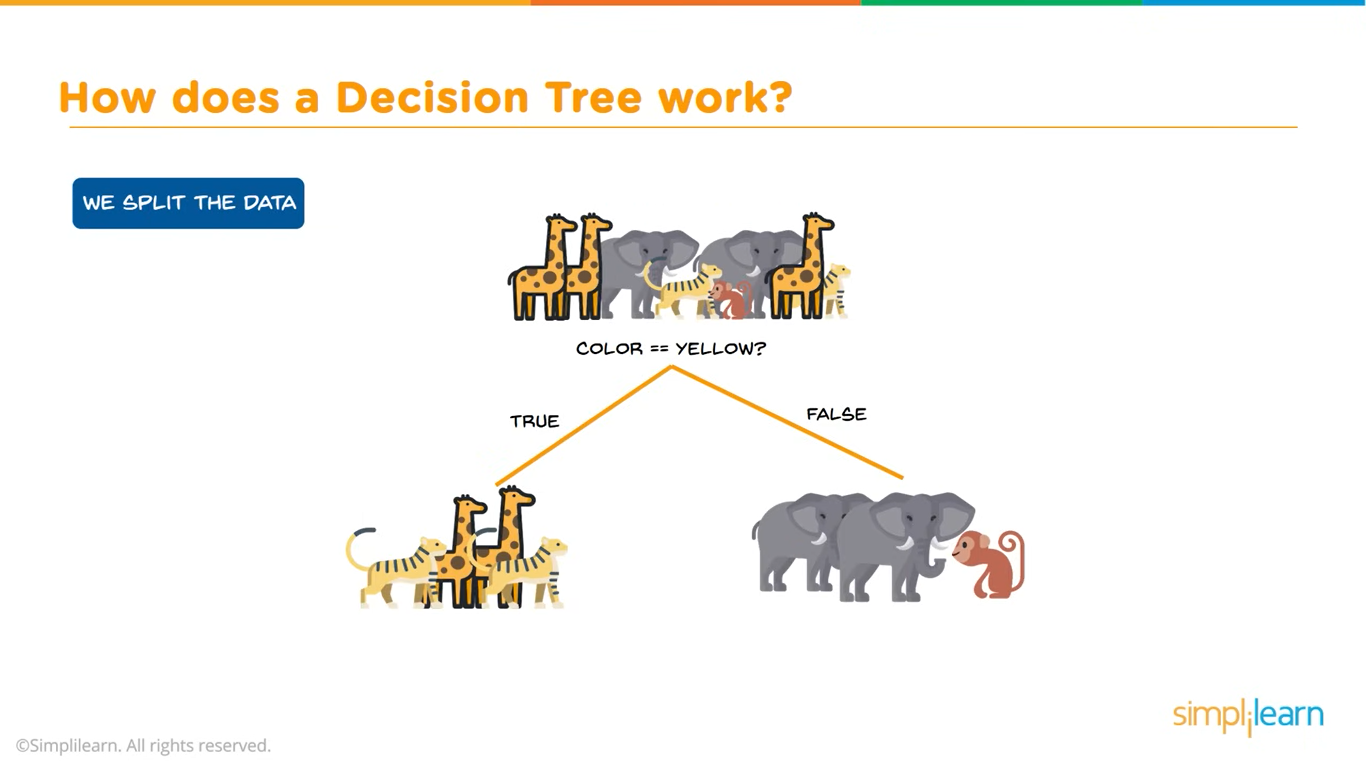 How does a Decision Tree work?
WE SPLIT THE DATA
COLOR == YELLOW?
TRUE
FALSE
simplilearn
©Simplilearn. All rights reserved.